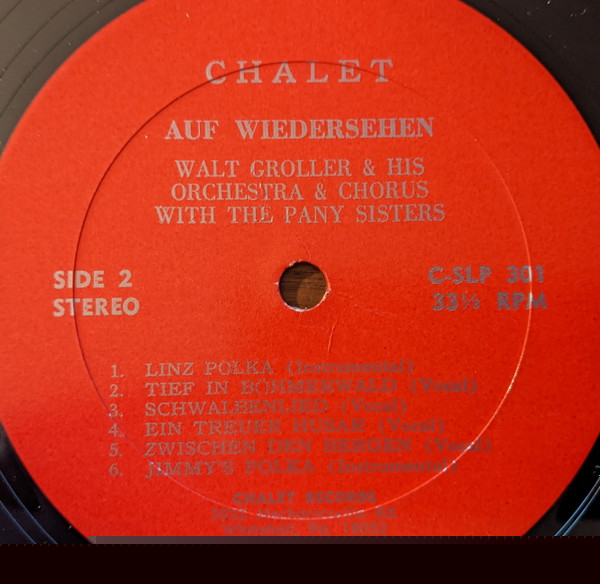 CHALET
AUF WIEDERSEHEN
WALT GROLLER & HIS
ORCHESTRA & CHORUS
WITH THE PANY SISTERS
SIDE 2
STEREO
C-SLP 301
33⅓ RPM
1. LINZ POLKA (Instrumental)
2. TIEF IN BOHMERWALD (Vocal)
3. SCHWALBENLIED (Vocal)
4. EIN TREUER HUSAR (Vocal)
5. ZWISCHEN DEN BERGEN (Vocal)
6. JIMMY'S POLKA (Instrumental)
CHALET RECORDS
Pa.